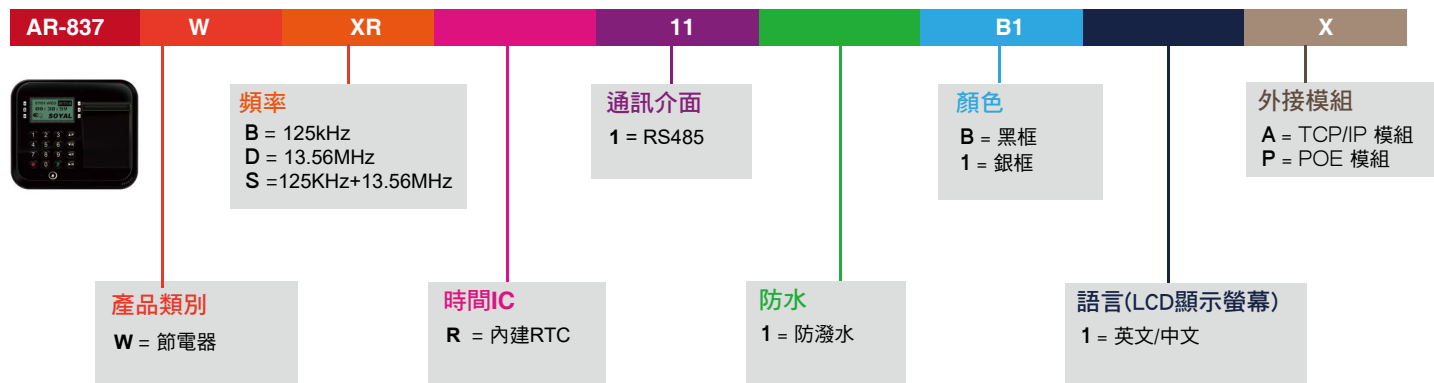 AR-837 W XR 11 B1 X
SOYAL
頻率
B = 125kHz
D = 13.56MHz
S =125KHz+13.56MHz
通訊介面
1 = RS485
顏色
B = 黑框
1 = 銀框
外接模組
A = TCP/IP 模組
P = POE 模組
產品類別
W = 節電器
時間IC
R = 內建RTC
防水
1 = 防潑水
語言(LCD顯示螢幕)
1 = 英文/中文